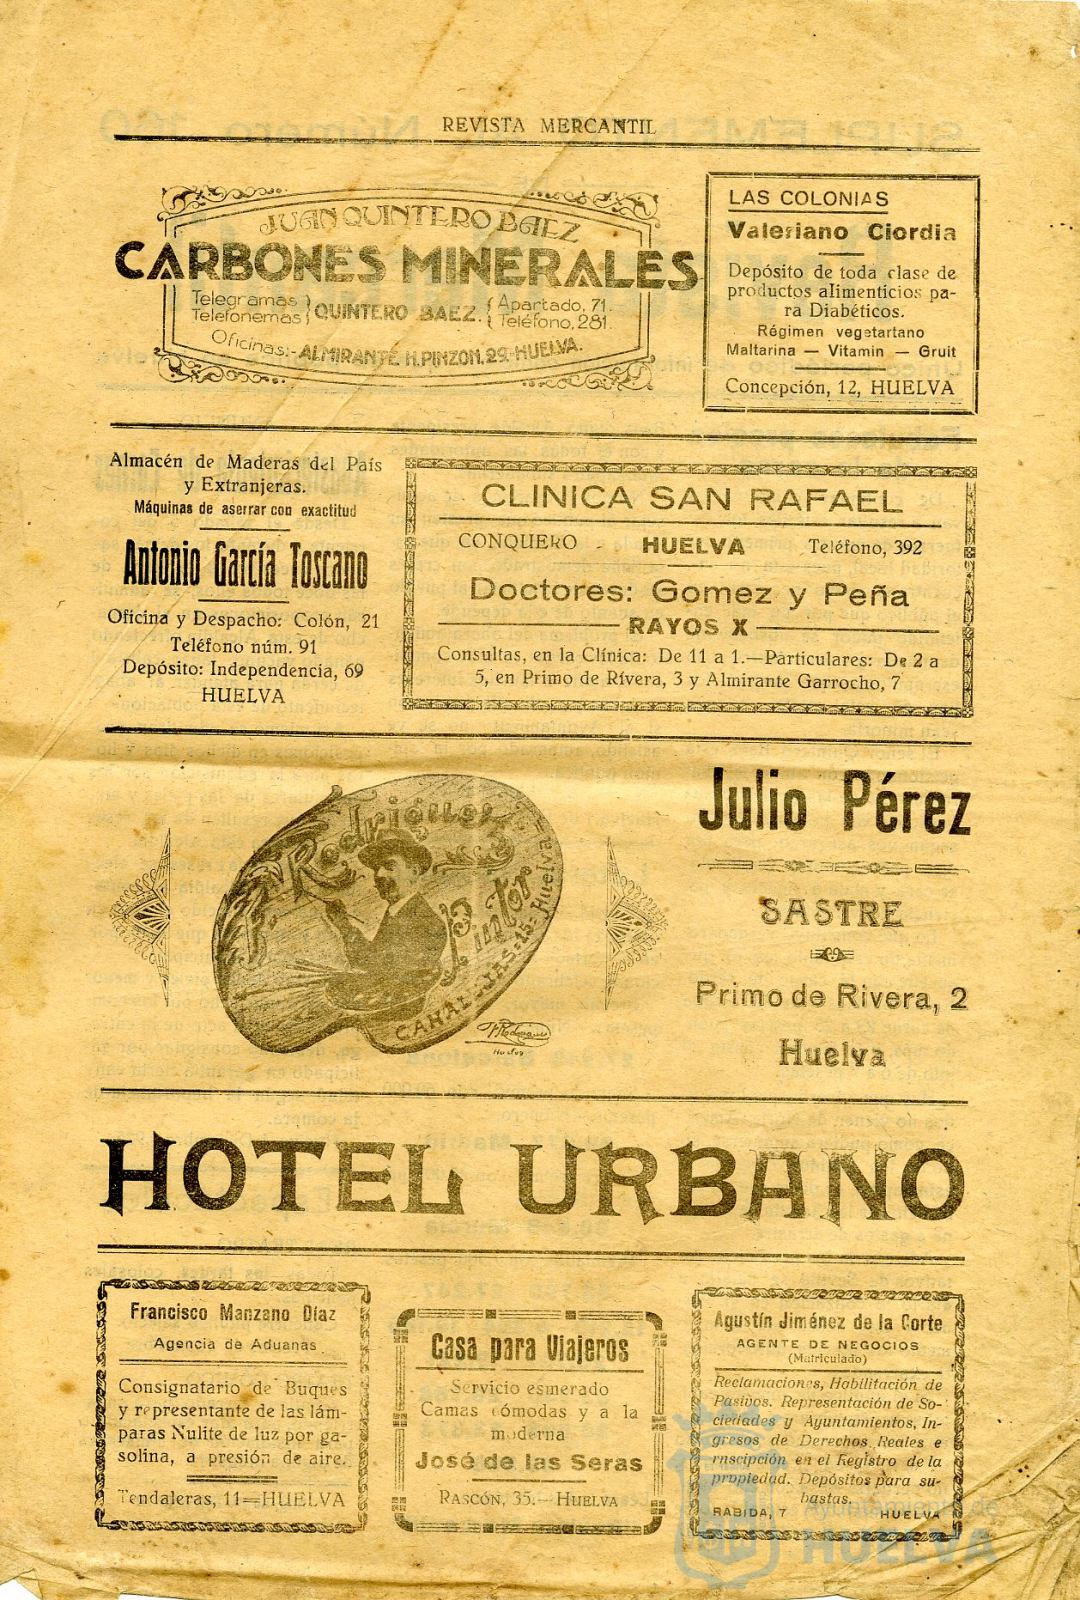 REVISTA MERCANTIL
JUAN QUINTERO BAEZ
CARBONES MINERALES
Telegramas } QUINTERO BAEZ. { Apartado, 71.
Telefonemas } { Teléfono, 281.
Oficinas: ALMIRANTE H. PINZON, 29.-HUELVA.
LAS COLONIAS
Valeriano Ciordia
Depósito de toda clase de
productos alimenticios pa-
ra Diabéticos.
Régimen vegetartano
Maltarina — Vitamin — Gruit
Concepción, 12, HUELVA
Almacén de Maderas del País
y Extranjeras.
Máquinas de aserrar con exactitud
Antonio García Toscano
Oficina y Despacho: Colón, 21
Teléfono núm. 91
Depósito: Independencia, 69
HUELVA
CLINICA SAN RAFAEL
CONQUERO - HUELVA Teléfono, 392
Doctores: Gomez y Peña
RAYOS X
Consultas, en la Clínica: De 11 a 1.—Particulares: De 2 a
5, en Primo de Rívera, 3 y Almirante Garrocho, 7
Rodríguez
Pintor
CANALEJAS=15=Huelva
Huelva
Julio Pérez
SASTRE
Primo de Rivera, 2
Huelva
HOTEL URBANO
Francisco Manzano Díaz
Agencia de Aduanas
Consignatario de Buques
y representante de las lám-
paras Nulite de luz por ga-
solina, a presión de aire.
Tendaleras, 11—HUELVA
Casa para Viajeros
Servicio esmerado
Camas cómodas y a la
moderna
José de las Seras
RASCÓN, 35.—HUELVA
Agustín Jiménez de la Corte
AGENTE DE NEGOCIOS
(Matriculado)
Reclamaciones, Habilitación de
Pasivos. Representación de So-
ciedades y Ayuntamientos, In-
gresos de Derechos Reales e
rnscipción en el Registro de la
propiedad. Depósitos para su-
bastas.
RABIDA, 7 HUELVA
Ayuntamiento de
HUELVA